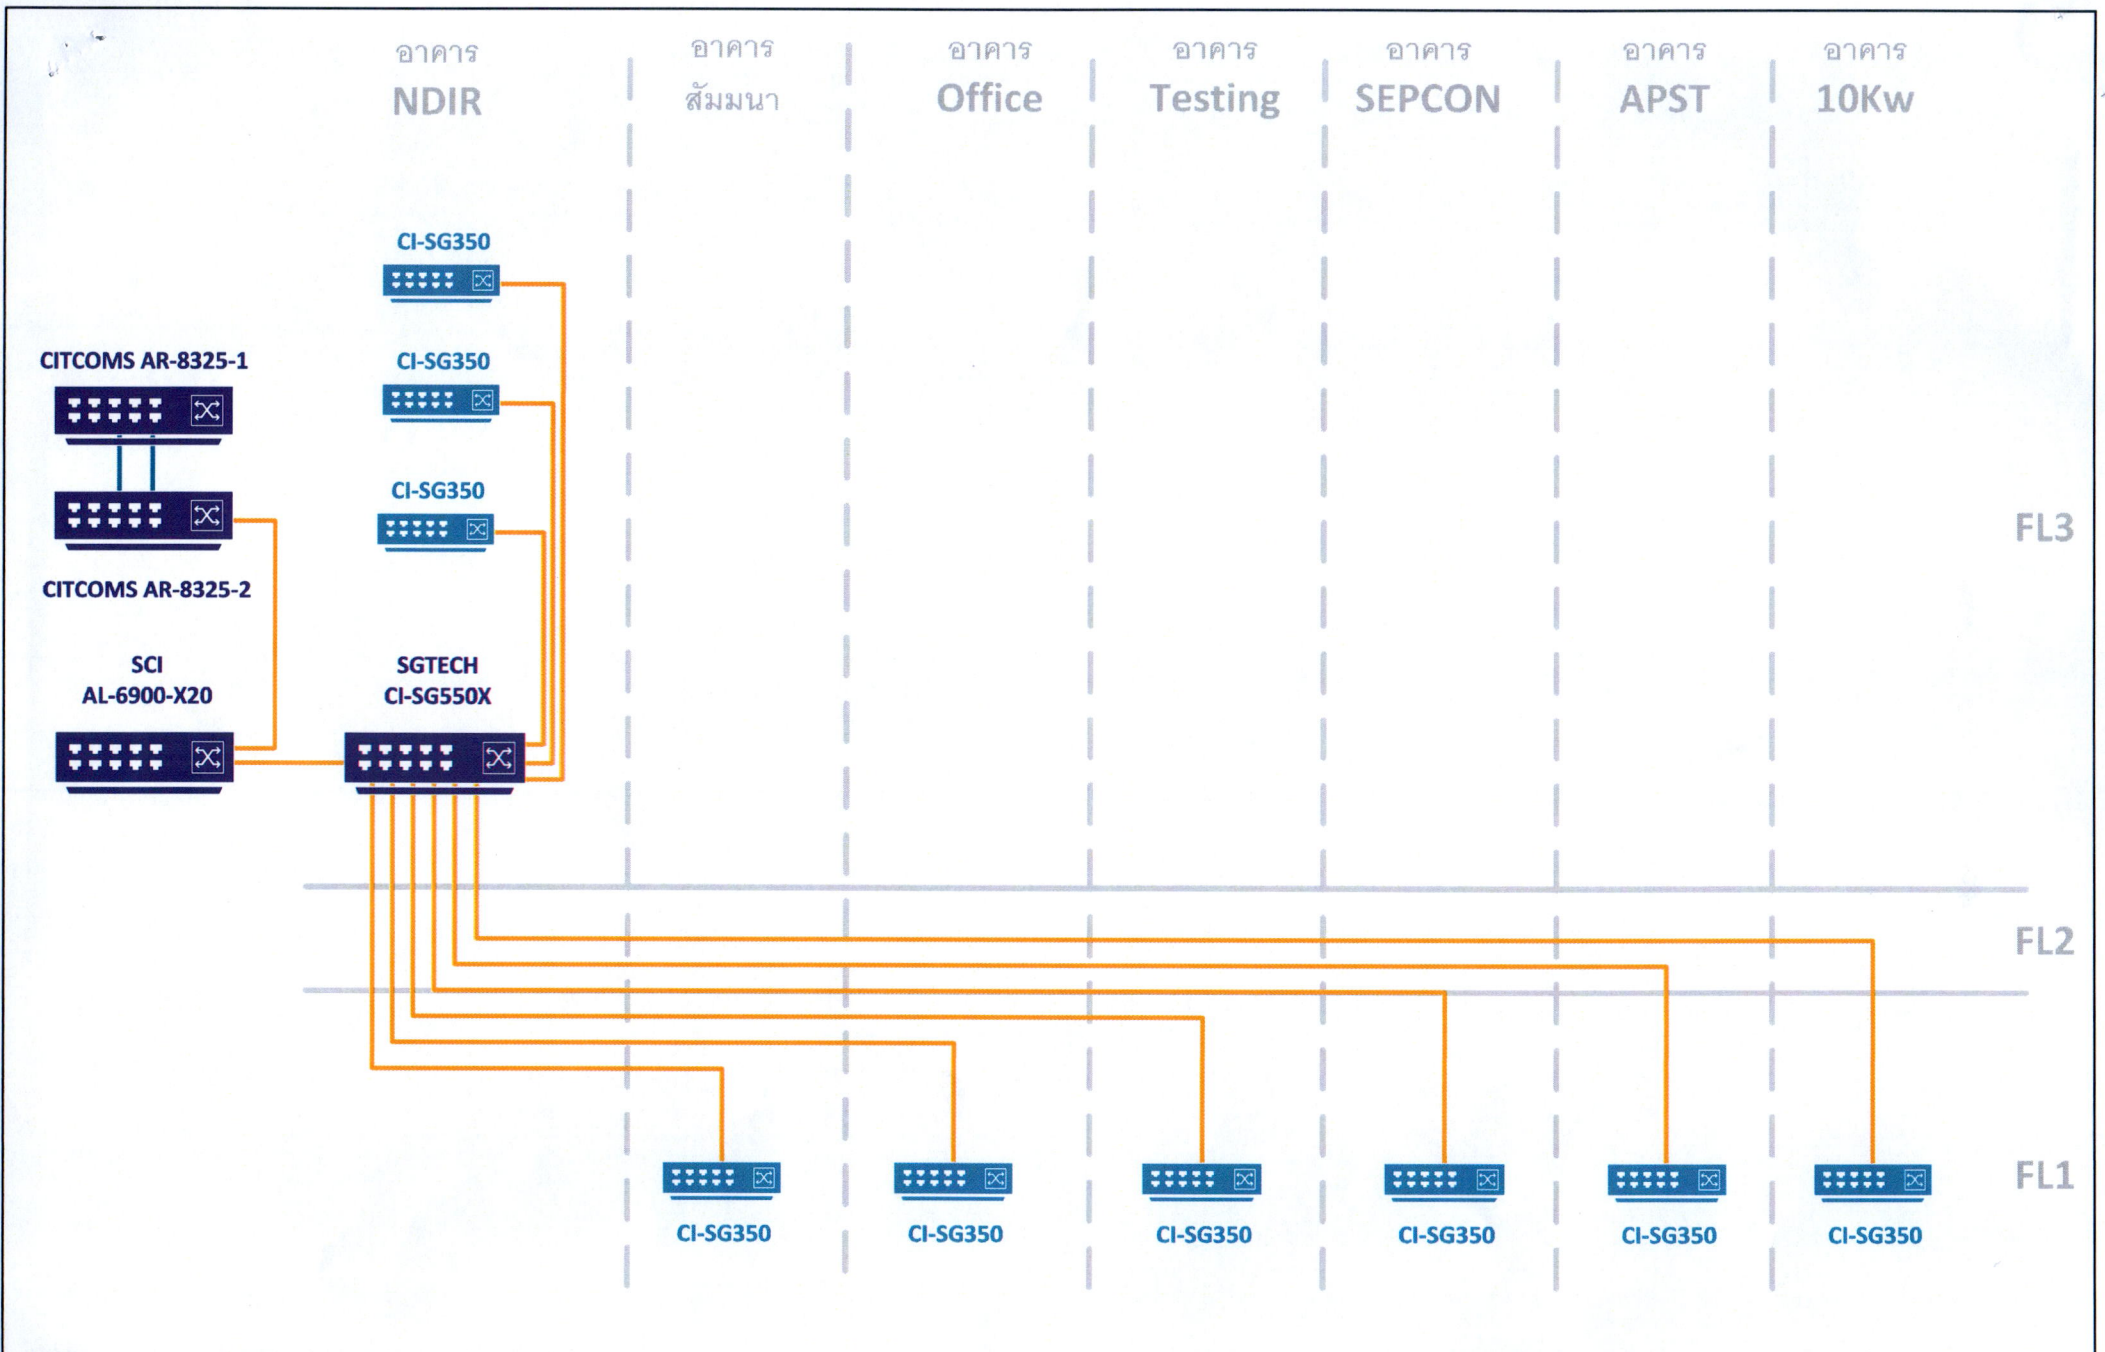 อาคาร
NDIR
อาคาร
สัมมนา
อาคาร
Office
อาคาร
Testing
อาคาร
SEPCON
อาคาร
APST
อาคาร
10Kw
CI-SG350
CITCOMS AR-8325-1
CI-SG350
CI-SG350
CITCOMS AR-8325-2
FL3
SCI
AL-6900-X20
SGTECH
CI-SG550X
FL2
FL1
CI-SG350
CI-SG350
CI-SG350
CI-SG350
CI-SG350
CI-SG350